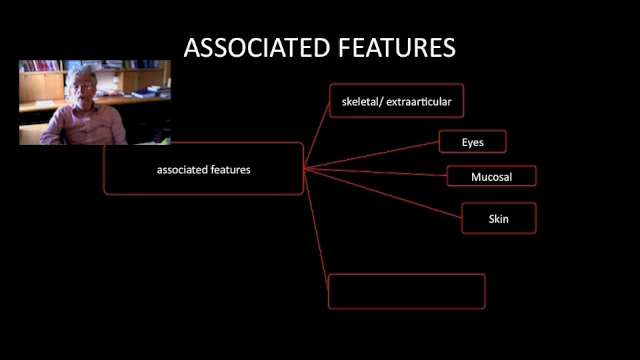 ASSOCIATED FEATURES
skeletal/ extraarticular
Eyes
associated features
Mucosal
Skin